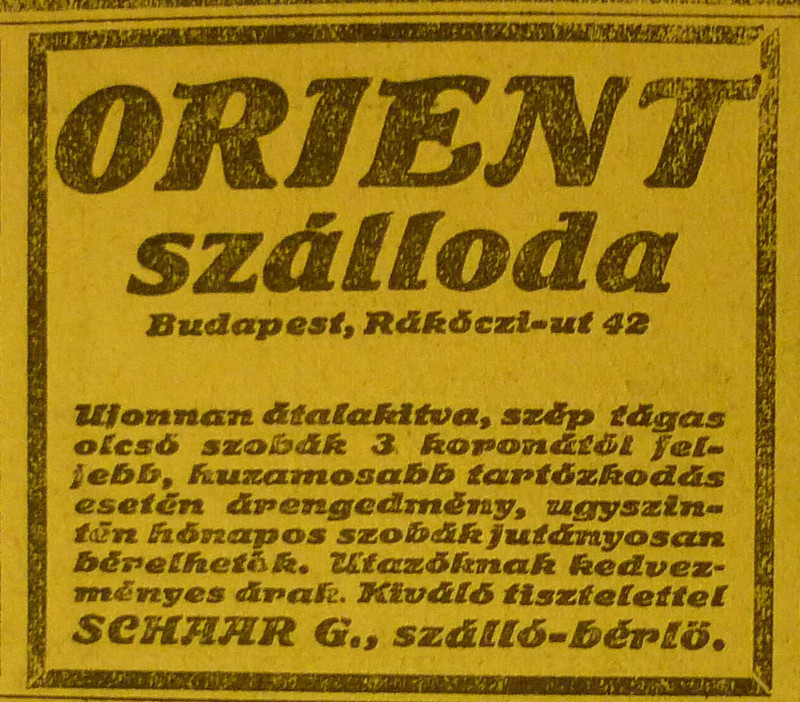 ORIENT
szálloda
Budapest, Rákóczi-ut 42
Ujonnan átalakitva, szép tágas
olcsó szobák 3 koronától fel-
jebb, huzamosabb tartózkodás
esetén árengedmény, ugyszin-
tén hónapos szobák jutányosan
bérelhetők. Utazóknak kedvez-
ményes árak. Kiváló tisztelettel
SCHAAR G., szálló-bérlő.